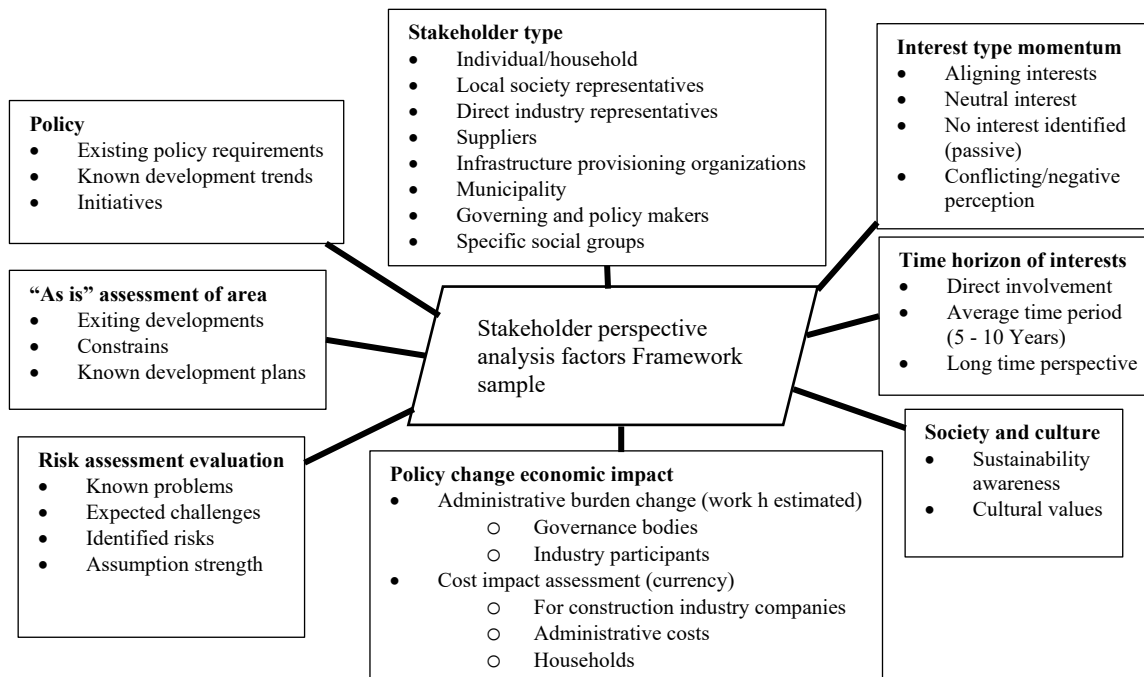 Stakeholder type
• Individual/household
• Local society representatives
• Direct industry representatives
• Suppliers
• Infrastructure provisioning organizations
• Municipality
• Governing and policy makers
• Specific social groups
Interest type momentum
• Aligning interests
• Neutral interest
• No interest identified
(passive)
• Conflicting/negative
perception
Policy
• Existing policy requirements
• Known development trends
• Initiatives
Time horizon of interests
• Direct involvement
• Average time period
(5 - 10 Years)
• Long time perspective
“As is” assessment of area
• Exiting developments
• Constrains
• Known development plans
Stakeholder perspective
analysis factors Framework
sample
Society and culture
• Sustainability
awareness
• Cultural values
Risk assessment evaluation
• Known problems
• Expected challenges
• Identified risks
• Assumption strength
Policy change economic impact
• Administrative burden change (work h estimated)
o Governance bodies
o Industry participants
• Cost impact assessment (currency)
o For construction industry companies
o Administrative costs
o Households